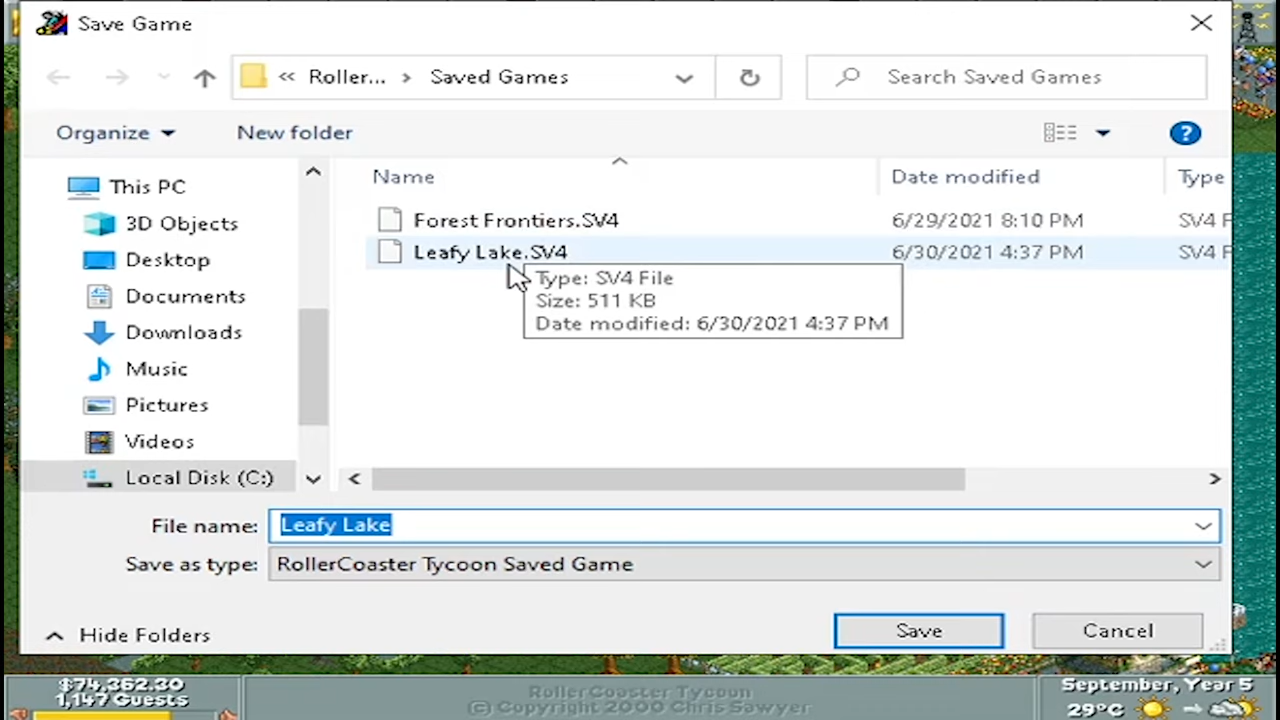 Save Game
Roller... Saved Games
Search Saved Games
Organize
New folder
Name
Date modified
Type
This PC
3D Objects
Desktop
Documents
Downloads
Music
Pictures
Videos
Local Disk (C:)
Forest Frontiers.SV4 6/29/2021 8:10 PM SV4 F
Leafy Lake.SV4 6/30/2021 4:37 PM SV4 F
Type: SV4 File
Size: 511 KB
Date modified: 6/30/2021 4:37 PM
File name: Leafy Lake
Save as type: RollerCoaster Tycoon Saved Game
Hide Folders
Save
Cancel
$74,362.30
1,147 Guests
RollerCoaster Tycoon
© Copyright 2000 Chris Sawyer
September, Year 5
29°C